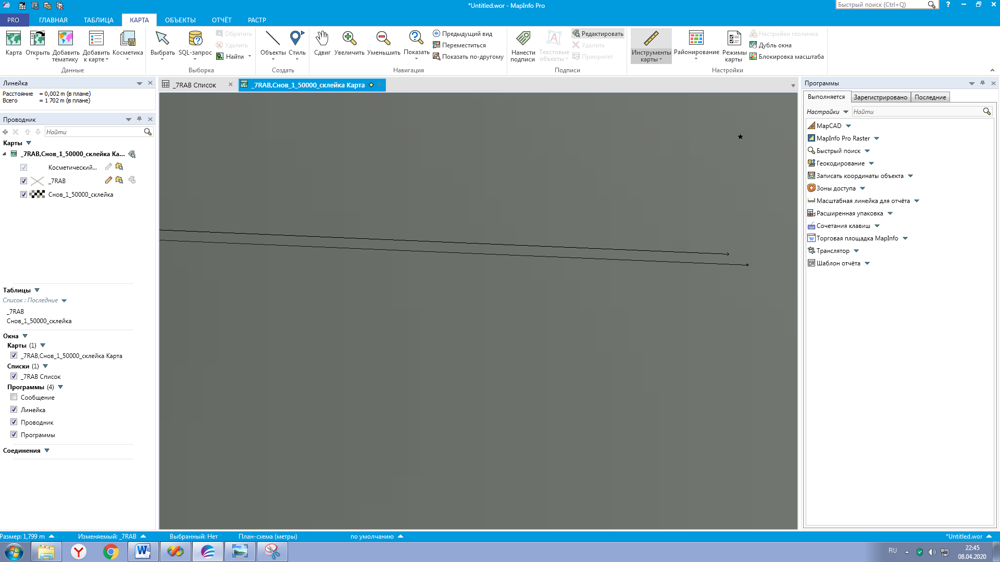 *Untitled.wor - MapInfo Pro
Быстрый поиск (Ctrl+Q)
PRO ГЛАВНАЯ ТАБЛИЦА КАРТА ОБЪЕКТЫ ОТЧЁТ РАСТР
Карта
Открыть
Добавить тематику
Добавить к карте
Косметика
Данные
Выбрать
SQL-запрос
Обратить
Удалить
Найти
Выборка
Объекты
Стиль
Создать
Сдвиг
Увеличить
Уменьшить
Показать
Предыдущий вид
Переместиться
Показать по-другому
Навигация
Нанести подписи
Текстовые объекты
Редактировать
Удалить
Приоритет
Подписи
Инструменты карты
Районирование
Режимы карты
Настройки геолинка
Дубль окна
Блокировка масштаба
Настройки
Линейка
Расстояние = 0,002 m (в плане)
Всего = 1 702 m (в плане)
Проводник
Найти
Карты
_7RAB,Снов_1_50000_склейка Ка...
Косметический...
_7RAB
Снов_1_50000_склейка
Таблицы
Список : Последние
_7RAB
Снов_1_50000_склейка
Окна
Карты (1)
_7RAB,Снов_1_50000_склейка Карта
Списки (1)
_7RAB Список
Программы (4)
Сообщение
Линейка
Проводник
Программы
Соединения
_7RAB Список
_7RAB,Снов_1_50000_склейка Карта
Программы
Выполняется Зарегистрировано Последние
Настройки Найти
MapCAD
MapInfo Pro Raster
Быстрый поиск
Геокодирование
Записать координаты объекта
Зоны доступа
Масштабная линейка для отчёта
Расширенная упаковка
Сочетания клавиш
Торговая площадка MapInfo
Транслятор
Шаблон отчёта
Размер: 1,799 m Изменяемый: _7RAB Выбранный: Нет План-схема (метры) по умолчанию *Untitled.wor
RU
22:45
08.04.2020